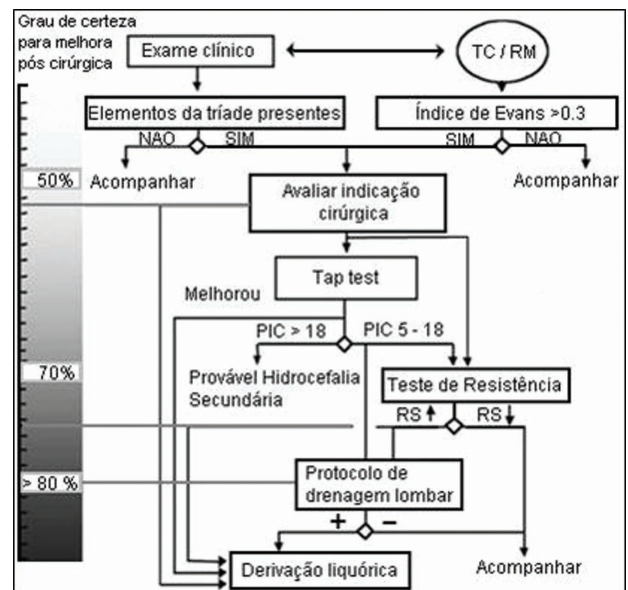 Grau de certeza
para melhora
pós cirúrgica
Exame clínico
TC / RM
Elementos da tríade presentes
Índice de Evans >0.3
NAO
SIM
SIM
NAO
50%
Acompanhar
Acompanhar
Avaliar indicação
cirúrgica
Tap test
Melhorou
PIC > 18
PIC 5 - 18
70%
Provável Hidrocefalia
Secundária
Teste de Resistência
RS
RS
> 80 %
Protocolo de
drenagem lombar
+
–
Derivação liquórica
Acompanhar